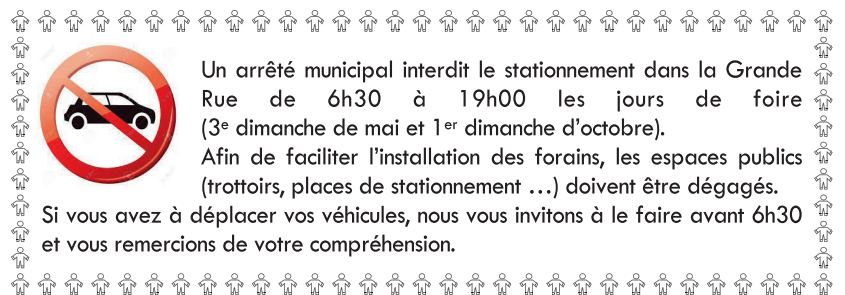 Un arrêté municipal interdit le stationnement dans la Grande
Rue de 6h30 à 19h00 les jours de foire
(3e dimanche de mai et 1er dimanche d'octobre).
Afin de faciliter l'installation des forains, les espaces publics
(trottoirs, places de stationnement …) doivent être dégagés.
Si vous avez à déplacer vos véhicules, nous vous invitons à le faire avant 6h30
et vous remercions de votre compréhension.